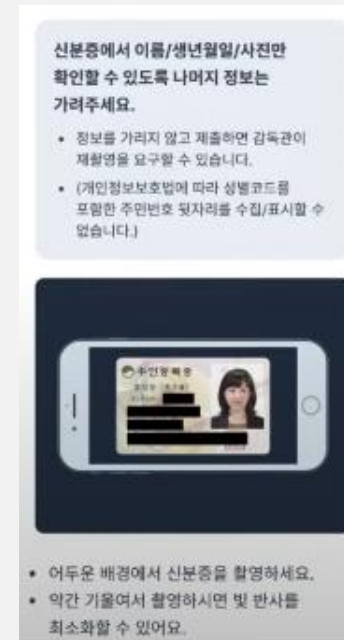 신분증에서 이름/생년월일/사진만
확인할 수 있도록 나머지 정보는
가려주세요.
• 정보를 가리지 않고 제출하면 감독관이
재촬영을 요구할 수 있습니다.
• (개인정보보호법에 따라 성별코드를
포함한 주민번호 뒷자리를 수집/표시할 수
없습니다.)
주민등록증
• 어두운 배경에서 신분증을 촬영하세요.
• 약간 기울여서 촬영하시면 빛 반사를
최소화할 수 있어요.